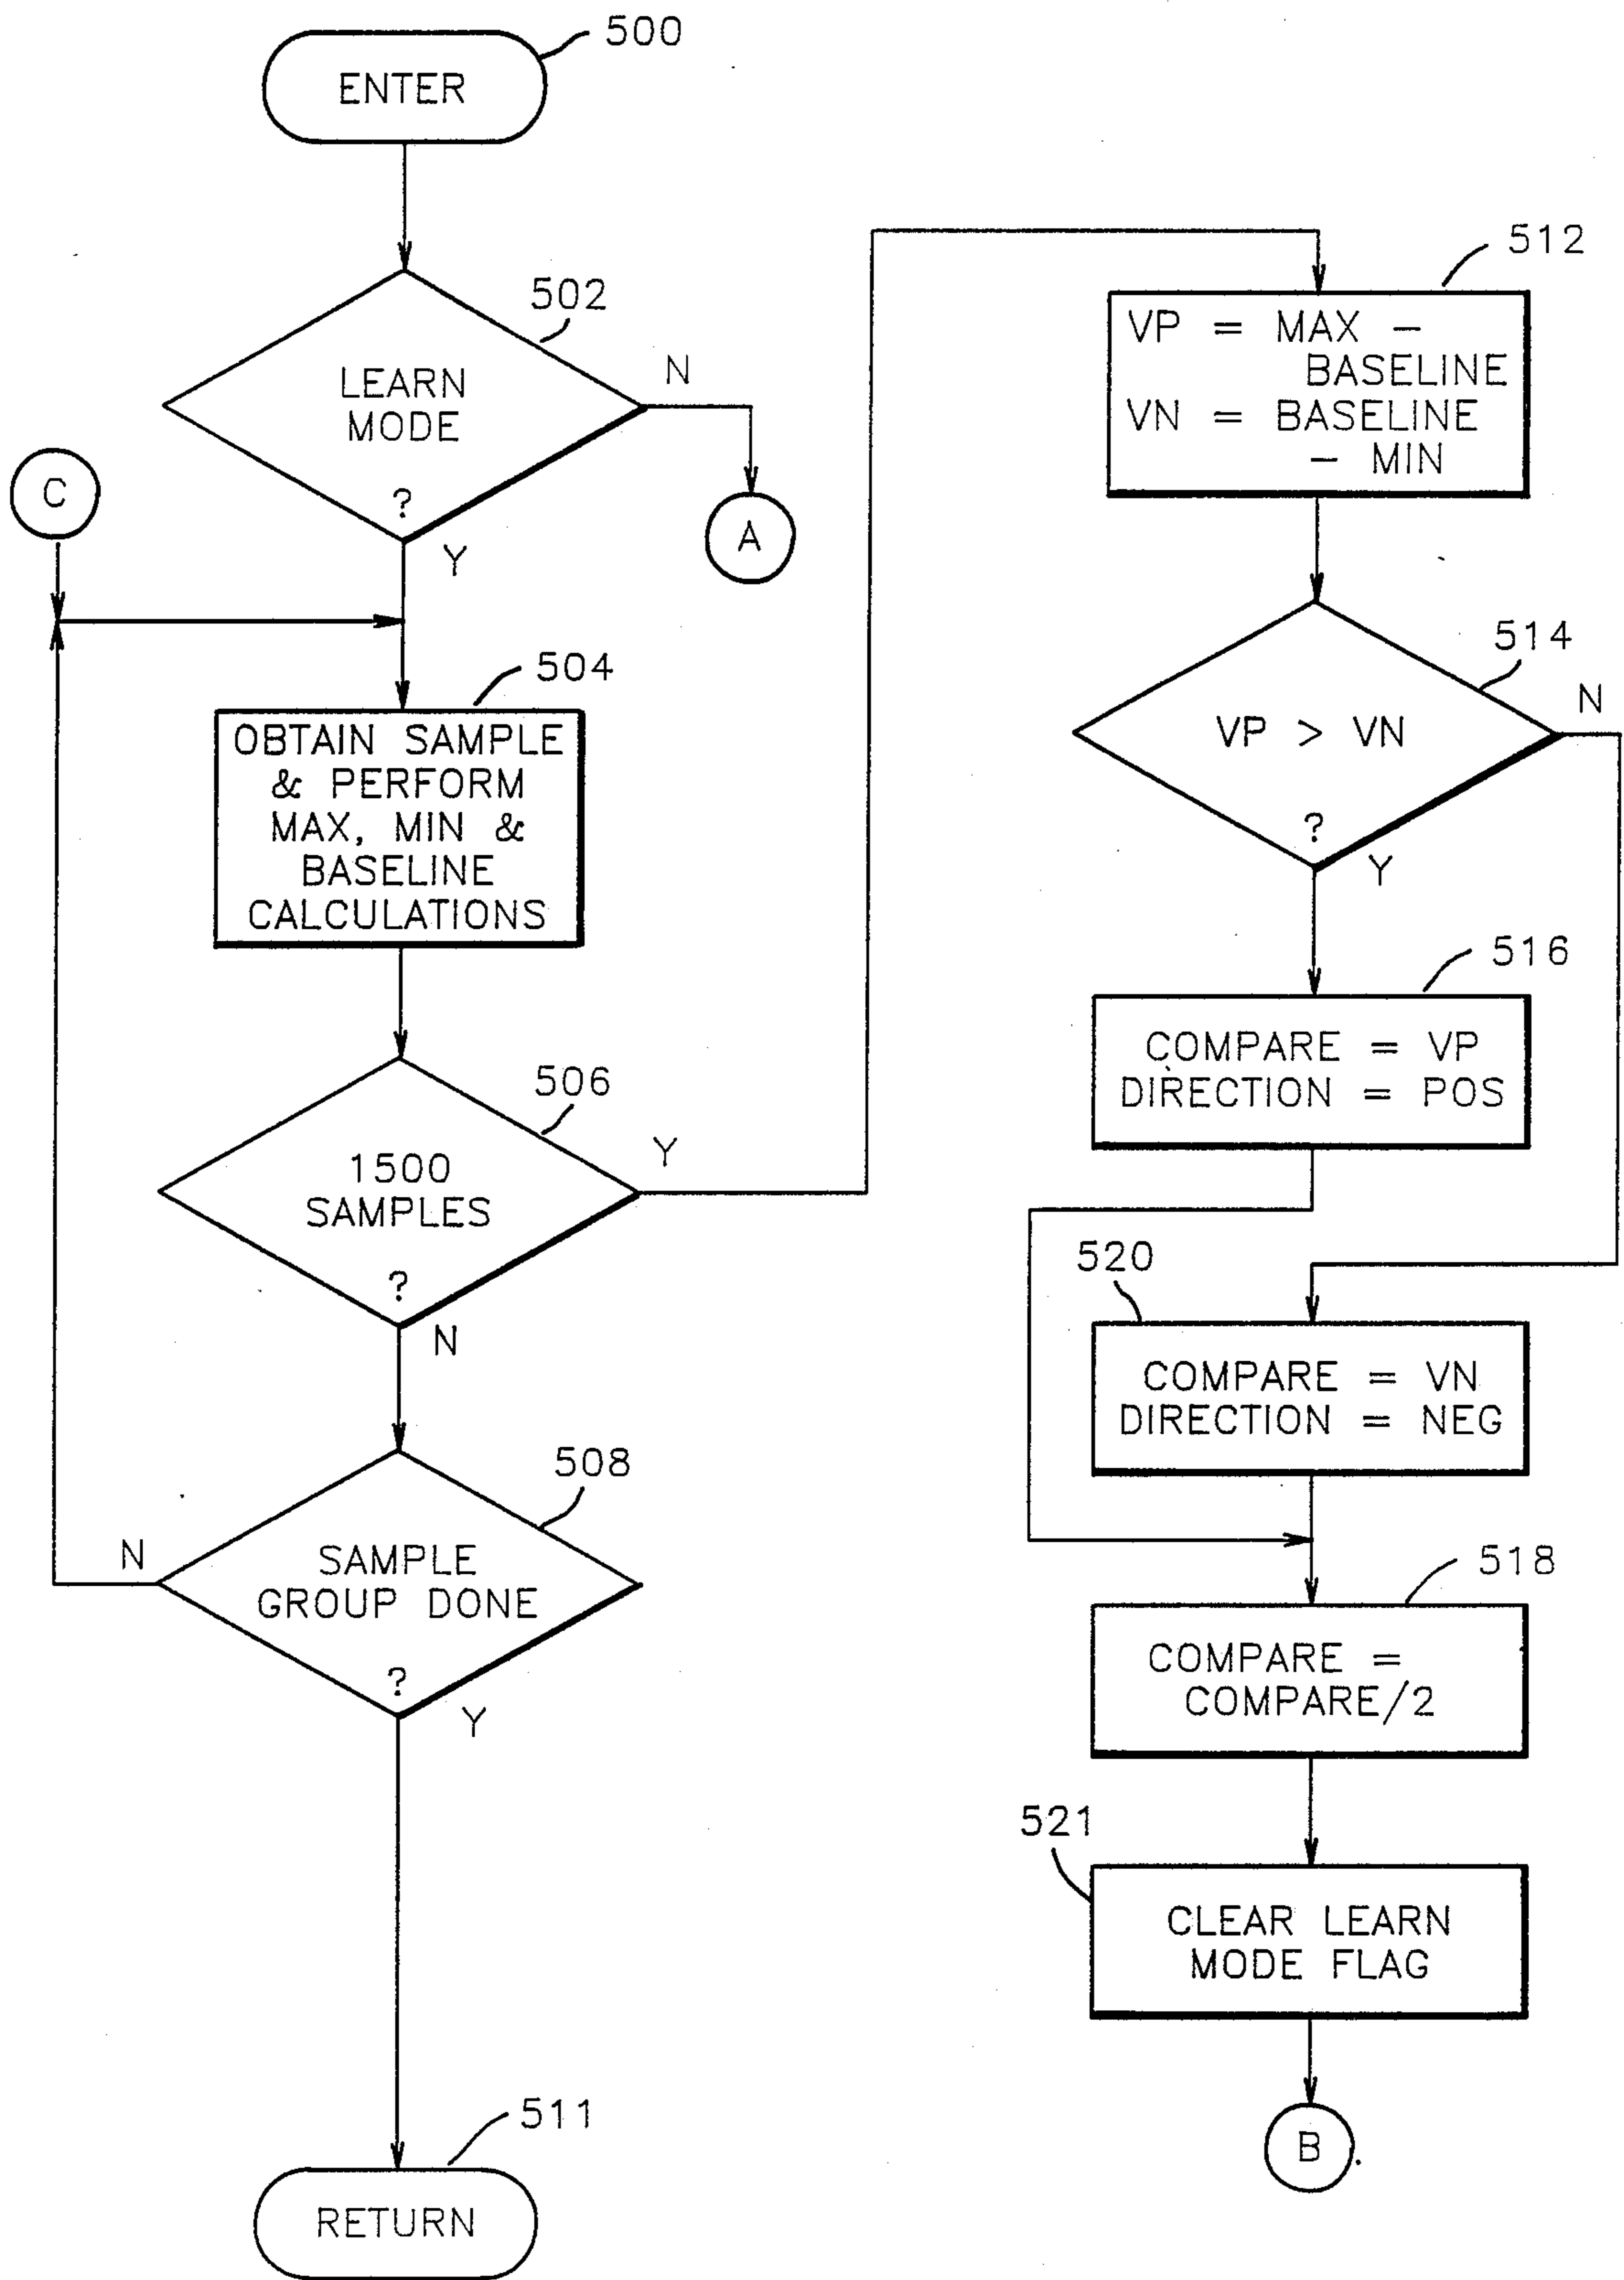 500
ENTER
502
LEARN
MODE
?
N
Y
A
C
504
OBTAIN SAMPLE
& PERFORM
MAX, MIN &
BASELINE
CALCULATIONS
506
1500
SAMPLES
?
Y
N
508
SAMPLE
GROUP DONE
?
N
Y
511
RETURN
512
VP = MAX –
BASELINE
VN = BASELINE
– MIN
514
VP > VN
?
N
Y
516
COMPARE = VP
DIRECTION = POS
520
COMPARE = VN
DIRECTION = NEG
518
COMPARE =
COMPARE/2
521
CLEAR LEARN
MODE FLAG
B